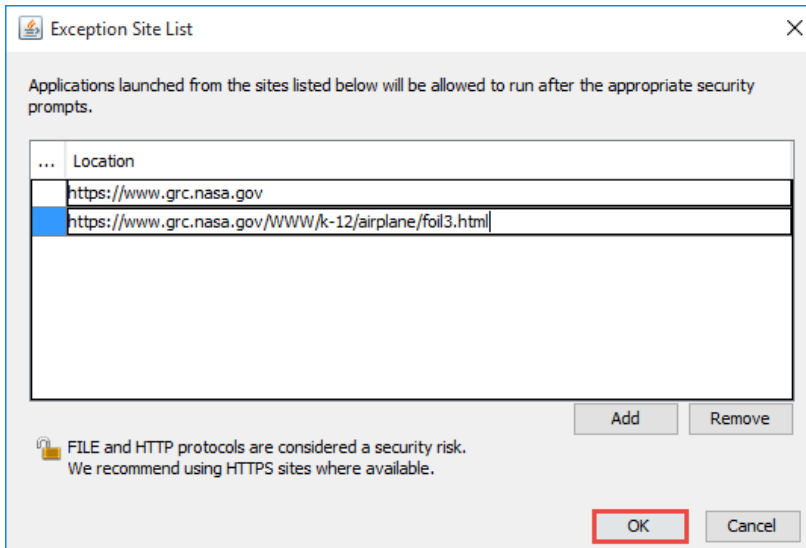 Exception Site List
Applications launched from the sites listed below will be allowed to run after the appropriate security
prompts.
... Location
https://www.grc.nasa.gov
https://www.grc.nasa.gov/WWW/k-12/airplane/foil3.html
Add Remove
FILE and HTTP protocols are considered a security risk.
We recommend using HTTPS sites where available.
OK Cancel